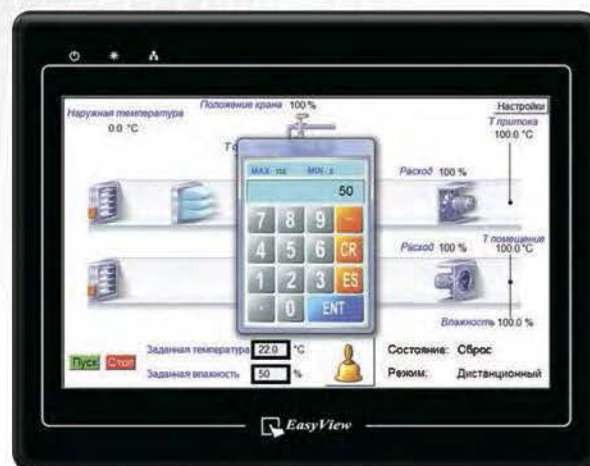 Наружная температура
0.0 °C
Положение крана 100 %
Настройки
Т притока
100.0 °C
Т о
MAX MIN
50
Расход 100 %
7 8 9 -
4 5 6 CR
1 2 3 ES
0 ENT
Расход 100 %
Т помещение
100.0 °C
Влажность 100.0 %
Пуск Стоп
Заданная температура 22.0 °C
Заданная влажность 50 %
Состояние: Сброс
Режим: Дистанционный
EasyView